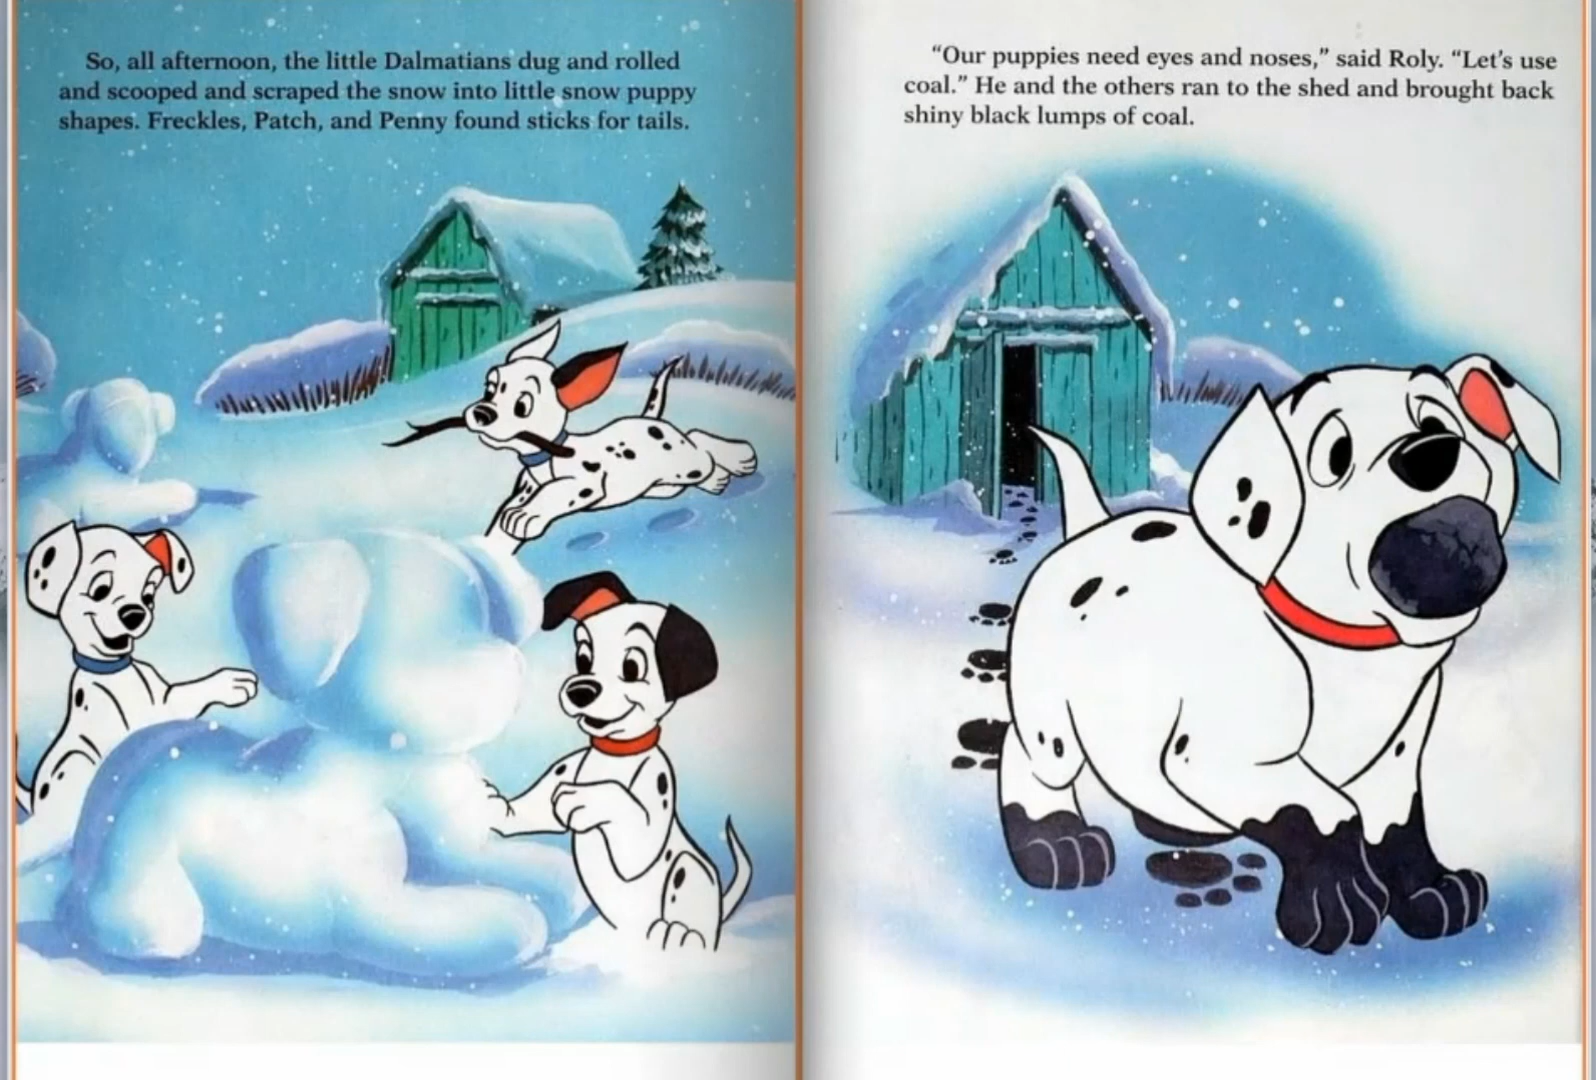 So, all afternoon, the little Dalmatians dug and rolled
and scooped and scraped the snow into little snow puppy
shapes. Freckles, Patch, and Penny found sticks for tails.
“Our puppies need eyes and noses,” said Roly. “Let’s use
coal.” He and the others ran to the shed and brought back
shiny black lumps of coal.